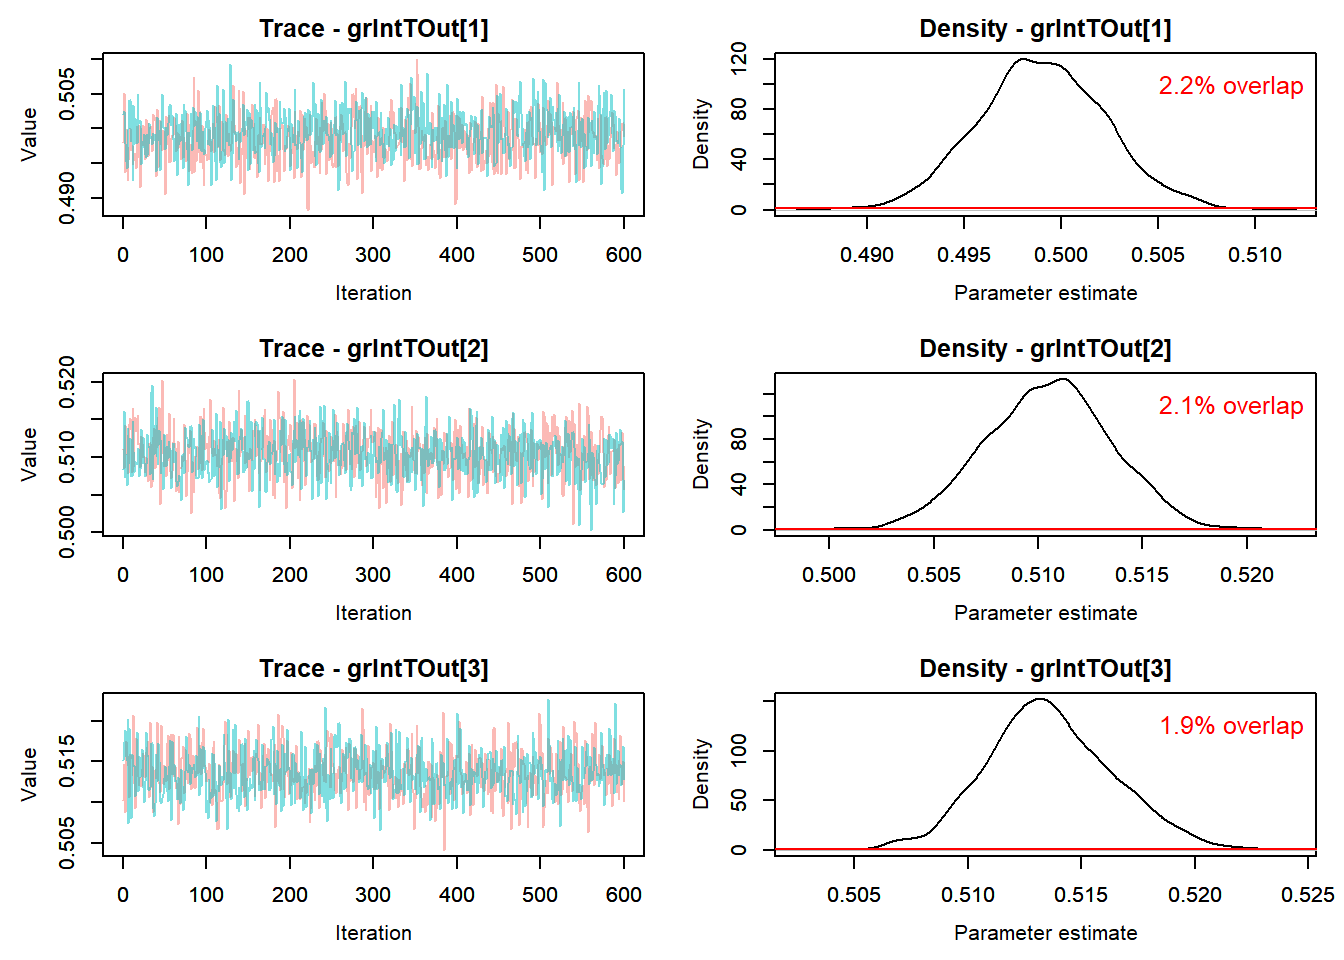 Trace - grIntTOut[1]
Value
0.490 0.505
0 100 200 300 400 500 600
Iteration
Density - grIntTOut[1]
2.2% overlap
Density
0 40 80 120
0.490 0.495 0.500 0.505 0.510
Parameter estimate
Trace - grIntTOut[2]
Value
0.500 0.510 0.520
0 100 200 300 400 500 600
Iteration
Density - grIntTOut[2]
2.1% overlap
Density
0 40 80
0.500 0.505 0.510 0.515 0.520
Parameter estimate
Trace - grIntTOut[3]
Value
0.505 0.515
0 100 200 300 400 500 600
Iteration
Density - grIntTOut[3]
1.9% overlap
Density
0 50 100
0.505 0.510 0.515 0.520 0.525
Parameter estimate